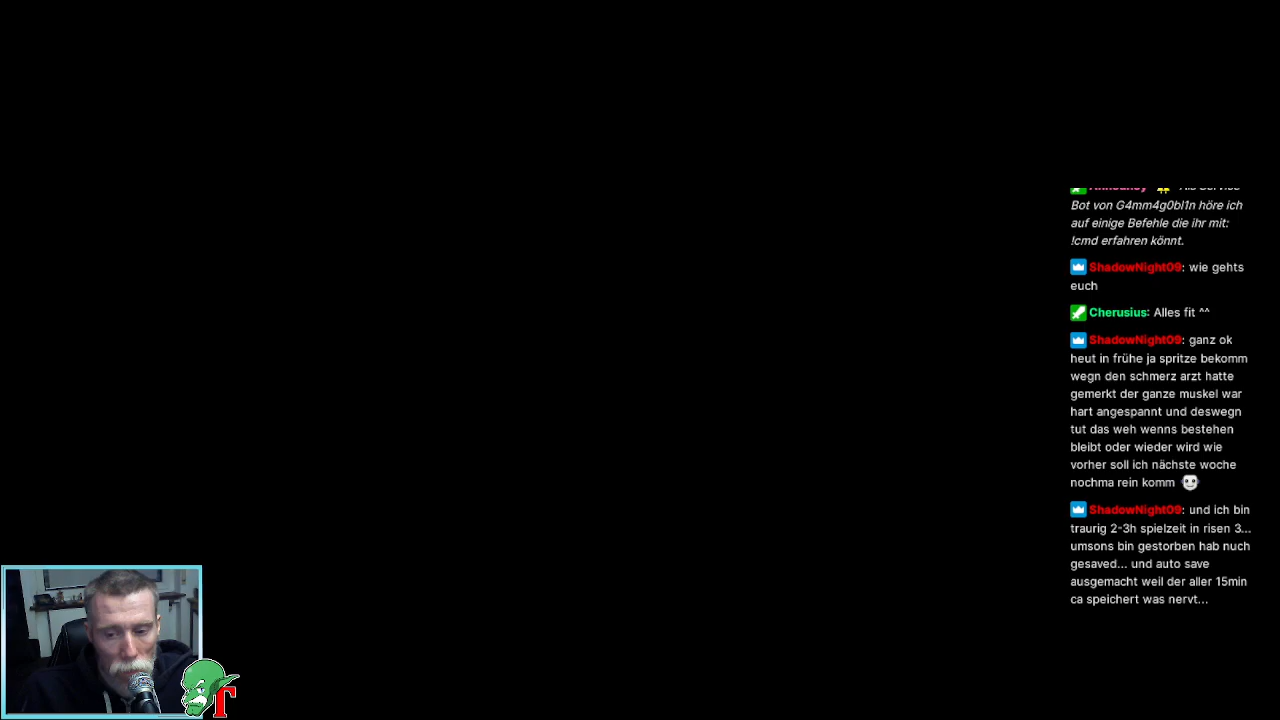 Bot von G4mm4g0bl1n höre ich
auf einige Befehle die ihr mit:
!cmd erfahren könnt.
ShadowNight09: wie gehts
euch
Cherusius: Alles fit ^^
ShadowNight09: ganz ok
heut in frühe ja spritze bekomm
wegn den schmerz arzt hatte
gemerkt der ganze muskel war
hart angespannt und deswegn
tut das weh wenns bestehen
bleibt oder wieder wird wie
vorher soll ich nächste woche
nochma rein komm
ShadowNight09: und ich bin
traurig 2-3h spielzeit in risen 3...
umsons bin gestorben hab nuch
gesaved... und auto save
ausgemacht weil der aller 15min
ca speichert was nervt...